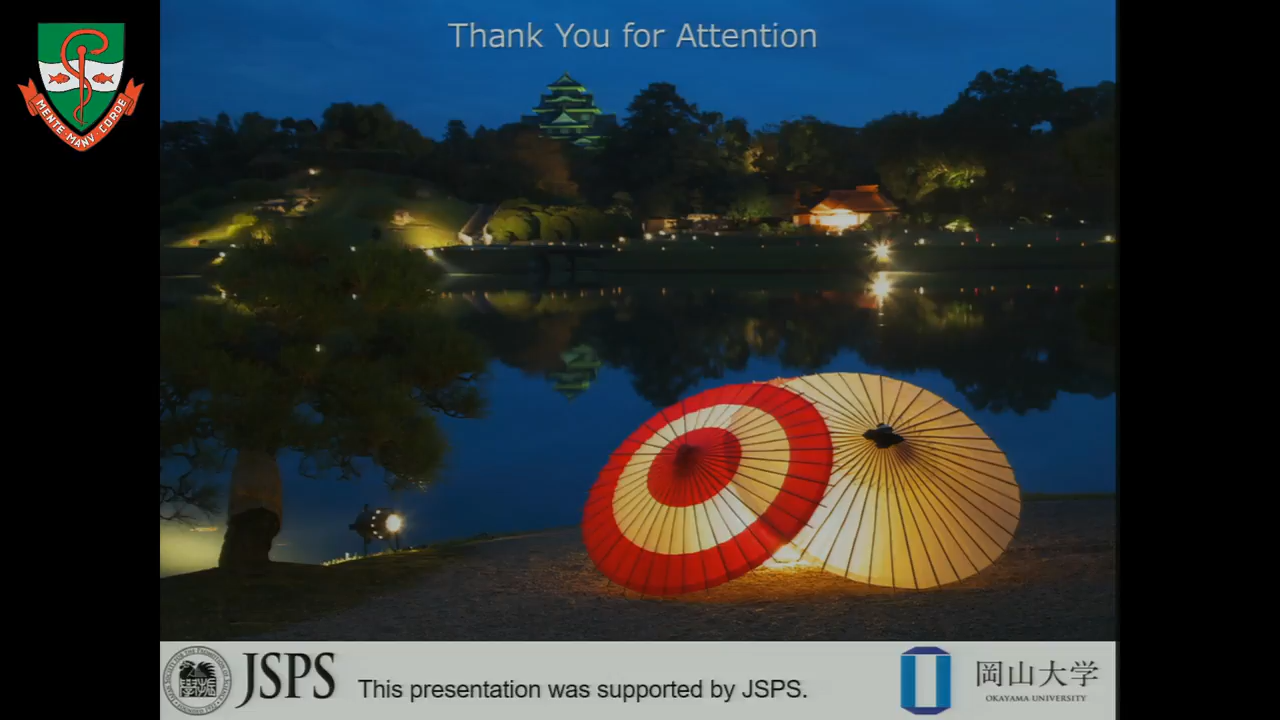 Thank You for Attention
MENTE MANV CORDE
JSPS
This presentation was supported by JSPS.
岡山大学
OKAYAMA UNIVERSITY